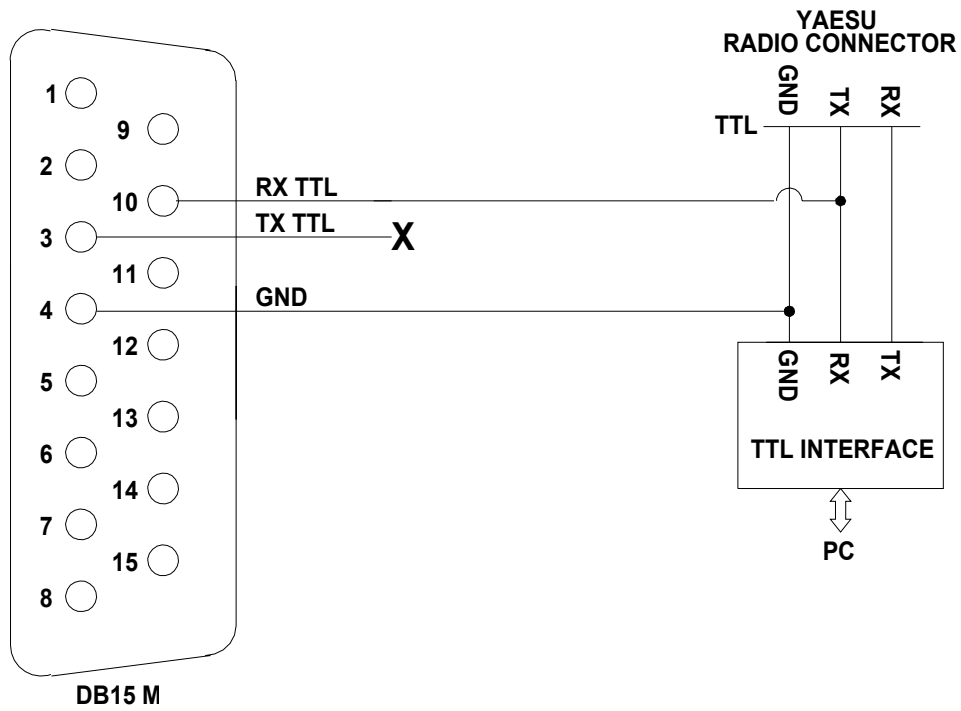 YAESU
RADIO CONNECTOR
GND TX RX
TTL
1
9
2
10
RX TTL
3
TX TTL
X
11
4
GND
12
5
13
6
14
7
15
8
GND RX TX
TTL INTERFACE
PC
DB15 M